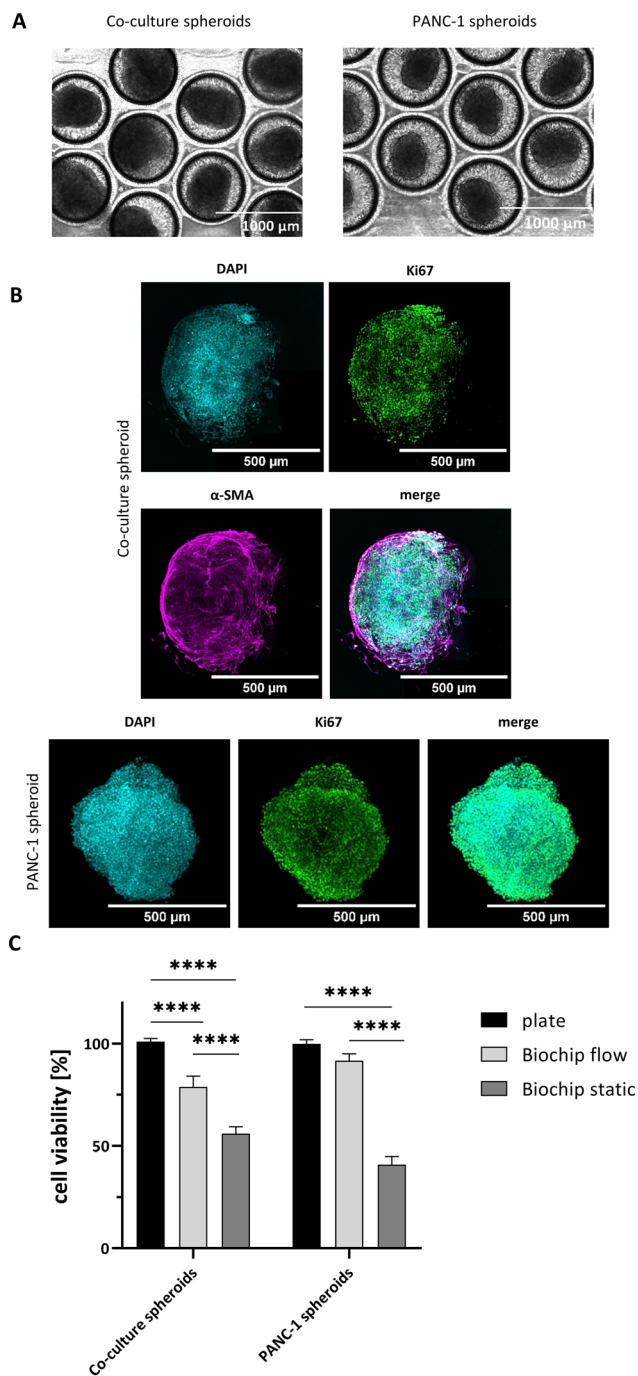 A
Co-culture spheroids
PANC-1 spheroids
1000 µm
1000 µm
B
DAPI
Ki67
Co-culture spheroid
500 µm
500 µm
α-SMA
merge
500 µm
500 µm
DAPI
Ki67
merge
PANC-1 spheroid
500 µm
500 µm
500 µm
C
****
****
****
****
****
cell viability [%]
100
50
0
Co-culture spheroids
PANC-1 spheroids
plate
Biochip flow
Biochip static